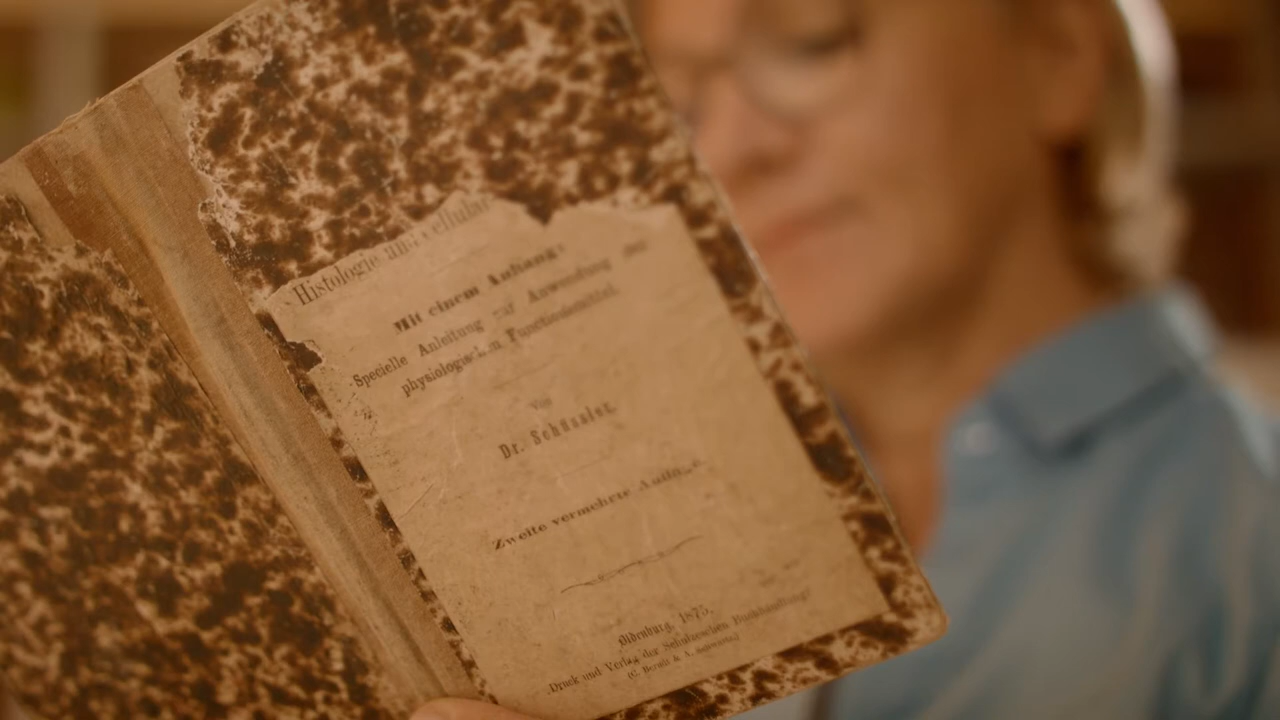 Histologie und Cellular
Mit einem Anhang:
Specielle Anleitung zur Anwendung der
physiologischen Functionsmittel.
Von
Dr. Schüssler.
Zweite vermehrte Auflage
Oldenburg, 1875.
Druck und Verlag der Schulzeschen Buchhandlung
(C. Berndt & A.